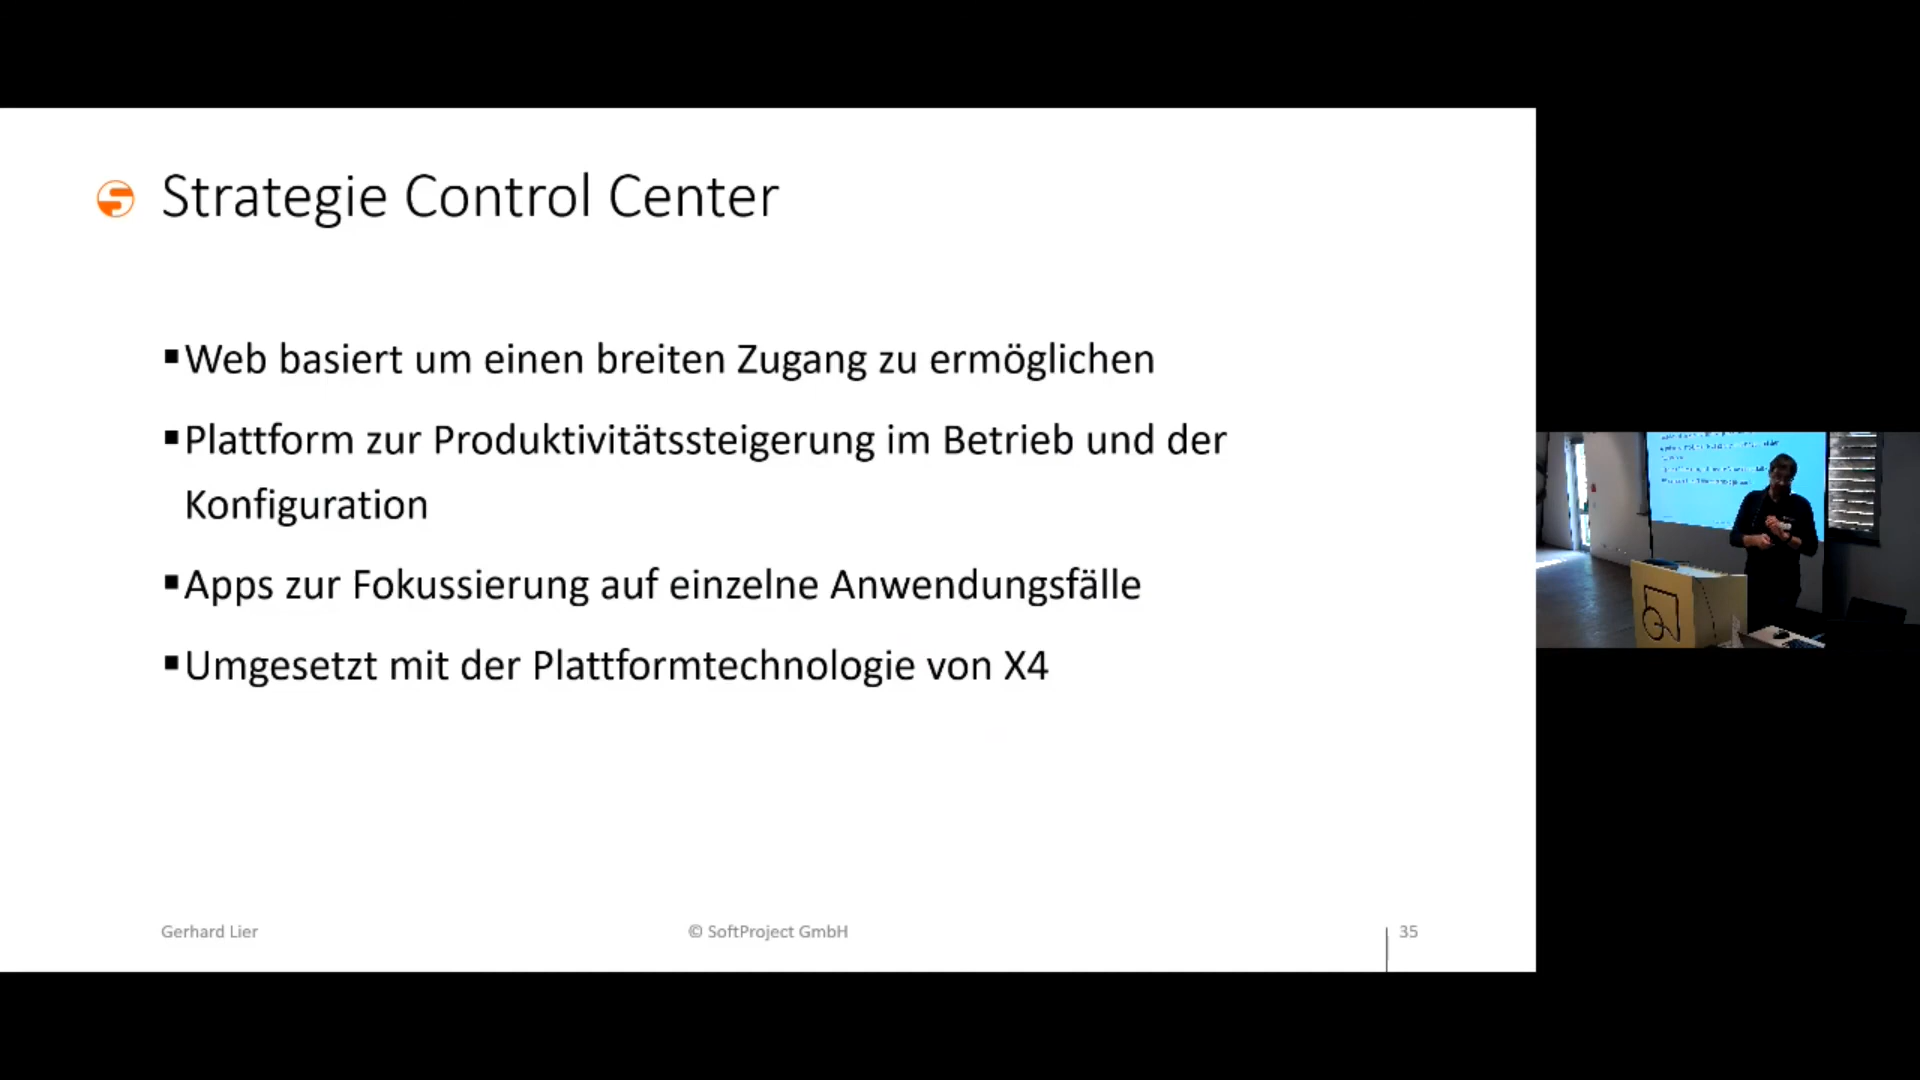 Strategie Control Center
▪Web basiert um einen breiten Zugang zu ermöglichen
▪Plattform zur Produktivitätssteigerung im Betrieb und der
Konfiguration
▪Apps zur Fokussierung auf einzelne Anwendungsfälle
▪Umgesetzt mit der Plattformtechnologie von X4
Gerhard Lier
© SoftProject GmbH
35